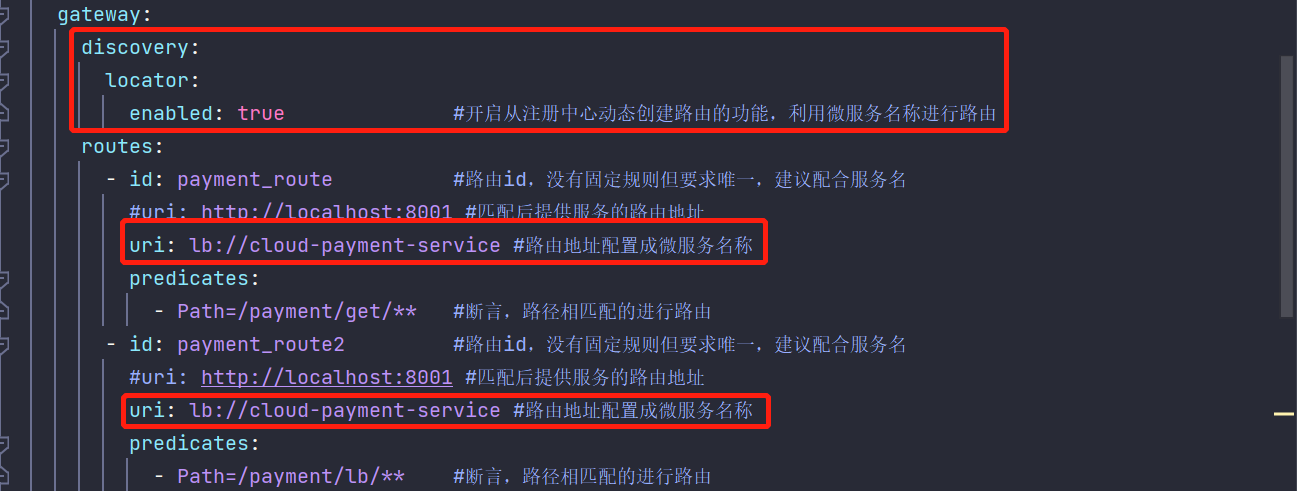 gateway:
discovery:
locator:
enabled: true #开启从注册中心动态创建路由的功能，利用微服务名称进行路由
routes:
- id: payment_route #路由id，没有固定规则但要求唯一，建议配合服务名
#uri: http://localhost:8001 #匹配后提供服务的路由地址
uri: lb://cloud-payment-service #路由地址配置成微服务名称
predicates:
- Path=/payment/get/** #断言，路径相匹配的进行路由
- id: payment_route2 #路由id，没有固定规则但要求唯一，建议配合服务名
#uri: http://localhost:8001 #匹配后提供服务的路由地址
uri: lb://cloud-payment-service #路由地址配置成微服务名称
predicates:
- Path=/payment/lb/** #断言，路径相匹配的进行路由